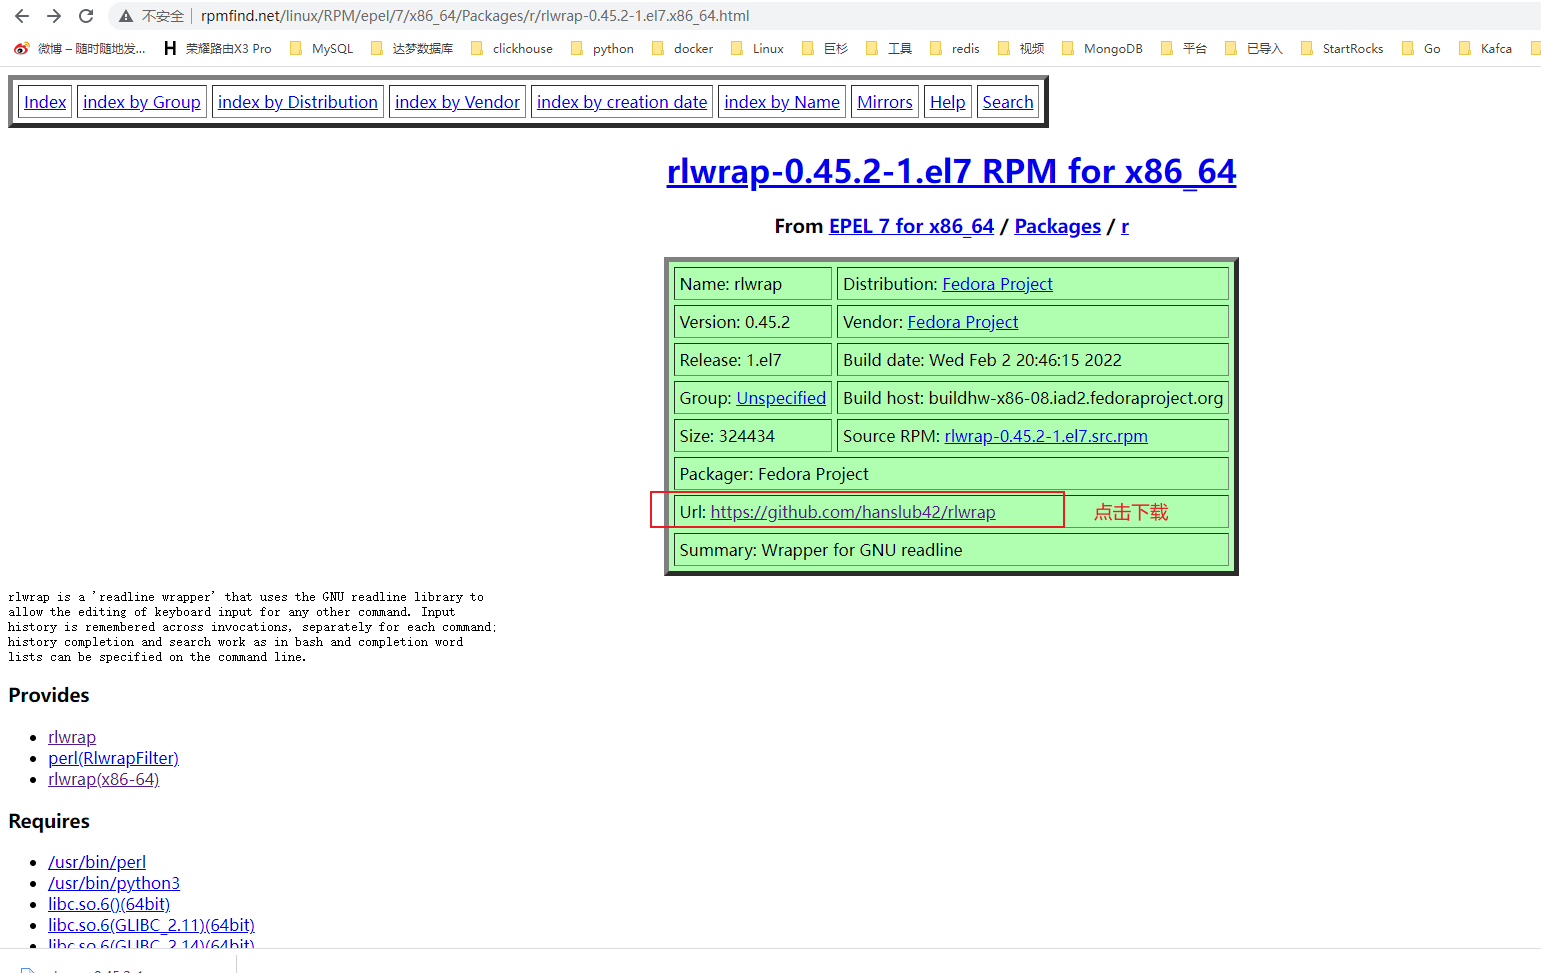 不安全 rpmfind.net/linux/RPM/epel/7/x86_64/Packages/r/rlwrap-0.45.2-1.el7.x86_64.html
微博 – 随时随地发... 荣耀路由X3 Pro MySQL 达梦数据库 clickhouse python docker Linux 巨杉 工具 redis 视频 MongoDB 平台 已导入 StartRocks Go Kafca
Index index by Group index by Distribution index by Vendor index by creation date index by Name Mirrors Help Search
rlwrap-0.45.2-1.el7 RPM for x86_64
From EPEL 7 for x86_64 / Packages / r
Name: rlwrap Distribution: Fedora Project
Version: 0.45.2 Vendor: Fedora Project
Release: 1.el7 Build date: Wed Feb 2 20:46:15 2022
Group: Unspecified Build host: buildhw-x86-08.iad2.fedoraproject.org
Size: 324434 Source RPM: rlwrap-0.45.2-1.el7.src.rpm
Packager: Fedora Project
Url: https://github.com/hanslub42/rlwrap 点击下载
Summary: Wrapper for GNU readline
rlwrap is a 'readline wrapper' that uses the GNU readline library to
allow the editing of keyboard input for any other command. Input
history is remembered across invocations, separately for each command;
history completion and search work as in bash and completion word
lists can be specified on the command line.
Provides
rlwrap
perl(RlwrapFilter)
rlwrap(x86-64)
Requires
/usr/bin/perl
/usr/bin/python3
libc.so.6()(64bit)
libc.so.6(GLIBC_2.11)(64bit)
libc.so.6(GLIBC_2.14)(64bit)